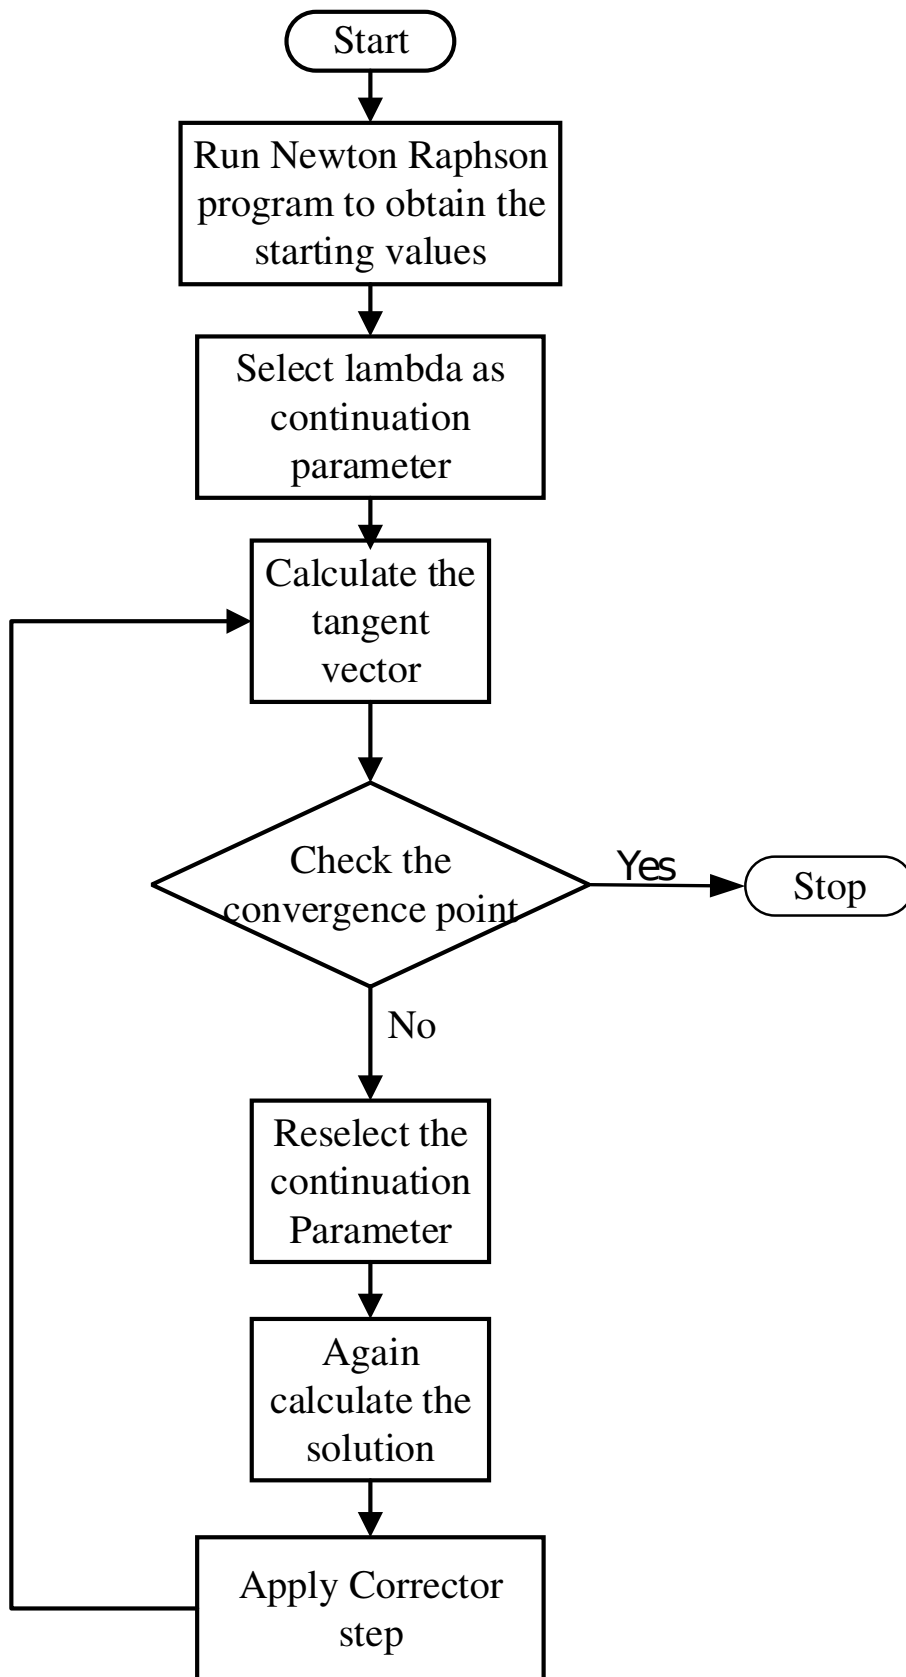 Start
Run Newton Raphson
program to obtain the
starting values
Select lambda as
continuation
parameter
Calculate the
tangent
vector
Check the
convergence point
Yes
Stop
No
Reselect the
continuation
Parameter
Again
calculate the
solution
Apply Corrector
step